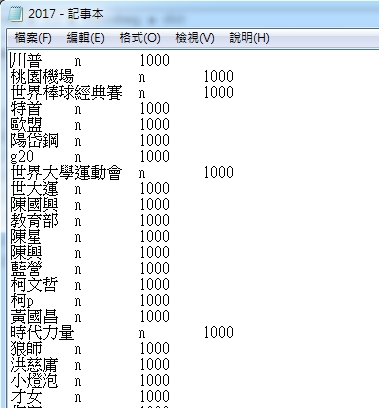 2017 - 記事本
檔案(F) 編輯(E) 格式(O) 檢視(V) 說明(H)
川普 n 1000
桃園機場 n 1000
世界棒球經典賽 n 1000
特首 n 1000
歐盟 n 1000
陽岱鋼 n 1000
g20 n 1000
世界大學運動會 n 1000
世大運 n 1000
陳國興 n 1000
教育部 n 1000
陳星 n 1000
陳興 n 1000
藍營 n 1000
柯文哲 n 1000
柯p n 1000
黃國昌 n 1000
時代力量 n 1000
狼師 n 1000
洪慈庸 n 1000
小燈泡 n 1000
才女 n 1000